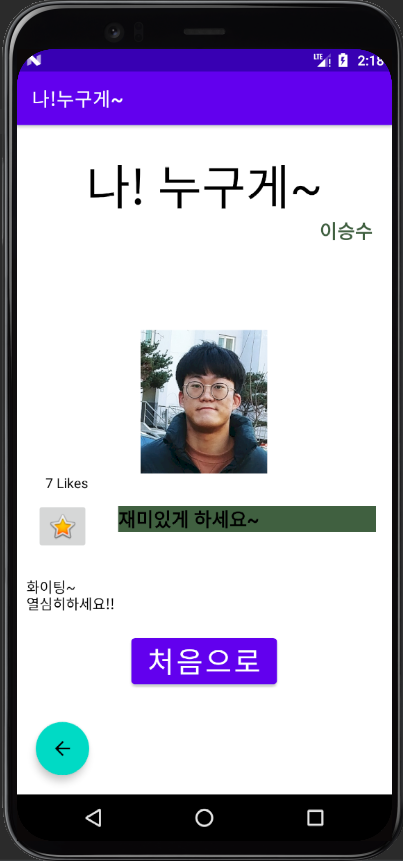 LTE 2:18
나!누구게~
나! 누구게~
이승수
7 Likes
재미있게 하세요~
화이팅~
열심히하세요!!
처음으로